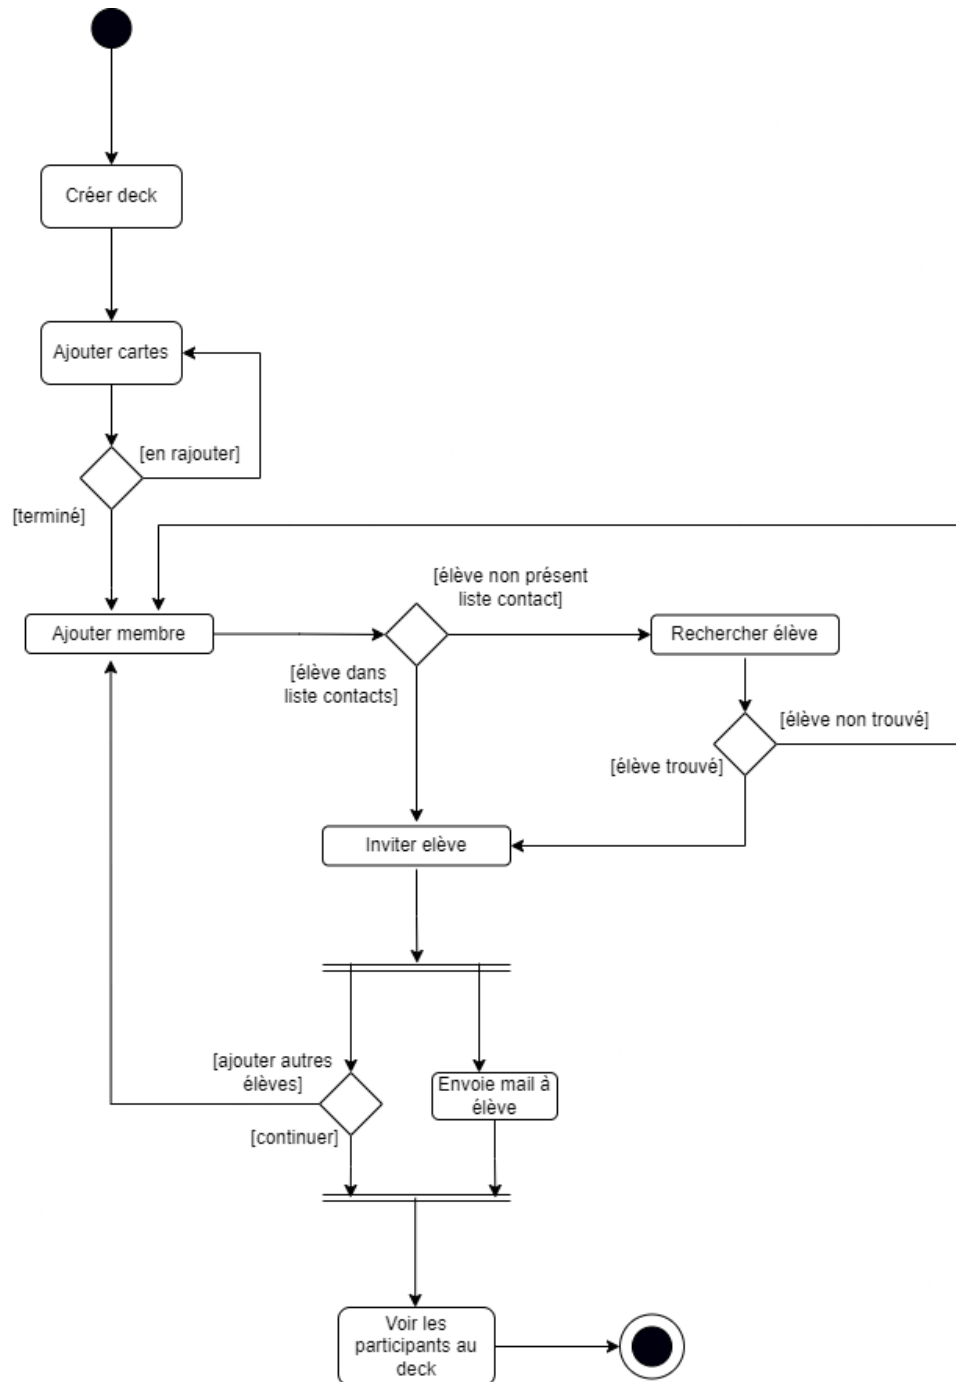 Créer deck
Ajouter cartes
[en rajouter]
[terminé]
[élève non présent
liste contact]
Ajouter membre
Rechercher élève
[élève dans
liste contacts]
[élève non trouvé]
[élève trouvé]
Inviter elève
[ajouter autres
élèves]
Envoie mail à
élève
[continuer]
Voir les
participants au
deck